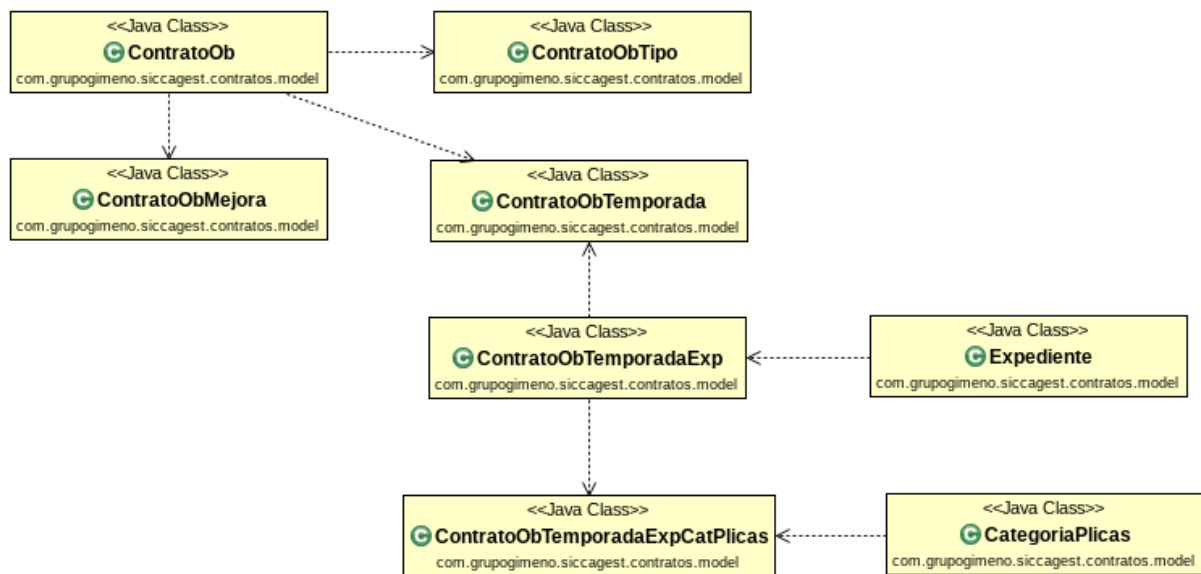 <<Java Class>>
ContratoOb
com.grupogimeno.siccagest.contratos.model
<<Java Class>>
ContratoObTipo
com.grupogimeno.siccagest.contratos.model
<<Java Class>>
ContratoObMejora
com.grupogimeno.siccagest.contratos.model
<<Java Class>>
ContratoObTemporada
com.grupogimeno.siccagest.contratos.model
<<Java Class>>
ContratoObTemporadaExp
com.grupogimeno.siccagest.contratos.model
<<Java Class>>
Expediente
com.grupogimeno.siccagest.contratos.model
<<Java Class>>
ContratoObTemporadaExpCatPlicas
com.grupogimeno.siccagest.contratos.model
<<Java Class>>
CategoriaPlicas
com.grupogimeno.siccagest.contratos.model